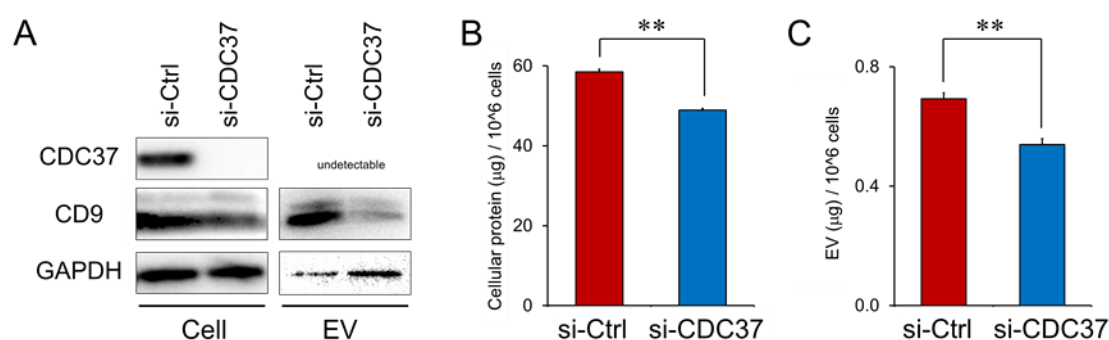 A
si-Ctrl
si-CDC37
si-Ctrl
si-CDC37
CDC37
undetectable
CD9
GAPDH
Cell
EV
B
**
Cellular protein (μg) / 10^6 cells
60
40
20
0
si-Ctrl
si-CDC37
C
**
EV (μg) / 10^6 cells
0.8
0.4
0.0
si-Ctrl
si-CDC37